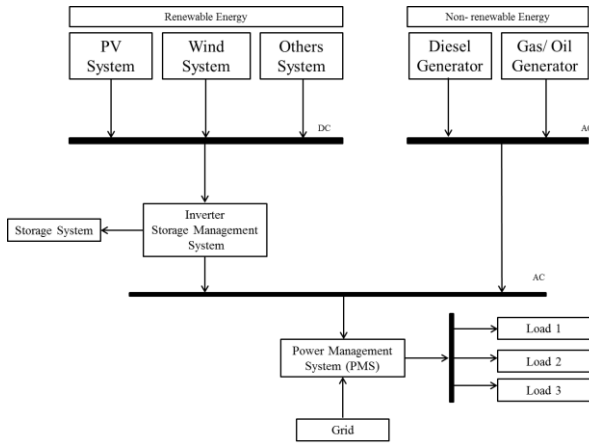 Renewable Energy
Non- renewable Energy
PV
System
Wind
System
Others
System
Diesel
Generator
Gas/ Oil
Generator
DC
AC
Inverter
Storage Management
System
Storage System
AC
Power Management
System (PMS)
Load 1
Load 2
Load 3
Grid